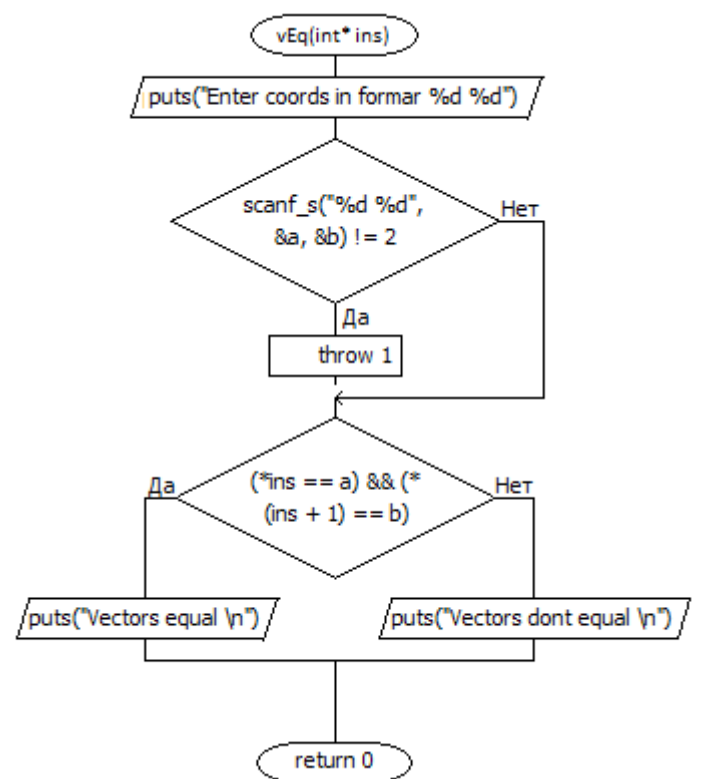 vEq(int* ins)
puts("Enter coords in formar %d %d")
scanf_s("%d %d",
&a, &b) != 2
Нет
Да
throw 1
(*ins == a) && (*
(ins + 1) == b)
Да
Нет
puts("Vectors equal \n")
puts("Vectors dont equal \n")
return 0